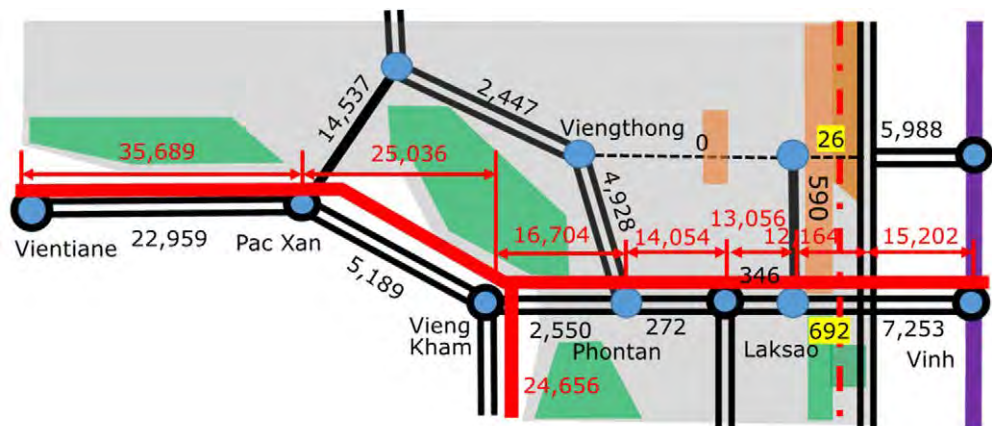 14,537
2,447
Viengthong
0
26
5,988
35,689
25,036
4,928
590
13,056
16,704
14,054
12,164
15,202
Vientiane
22,959
Pac Xan
5,189
346
Vieng
Kham
2,550
272
692
7,253
Phontan
Laksao
Vinh
24,656